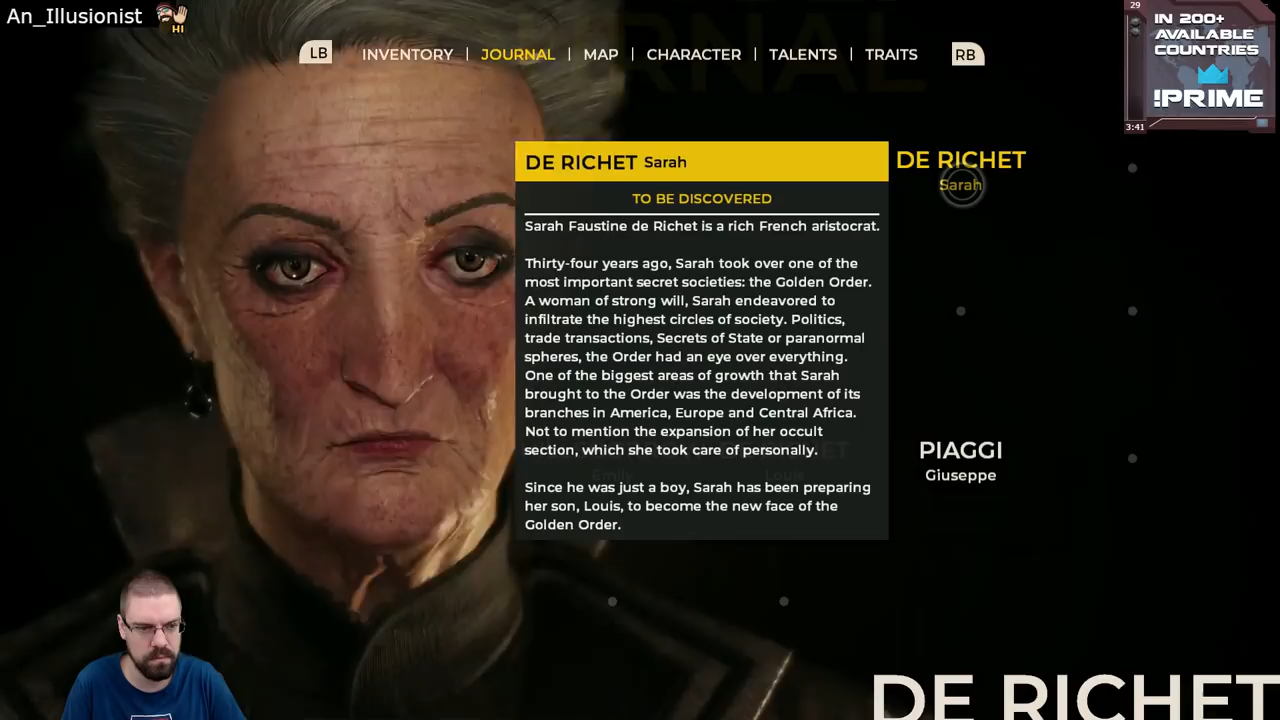 An_Illusionist
HI
LB
INVENTORY
JOURNAL
MAP
CHARACTER
TALENTS
TRAITS
RB
29
IN 200+
AVAILABLE
COUNTRIES
!PRIME
3:41
DE RICHET Sarah
TO BE DISCOVERED
Sarah Faustine de Richet is a rich French aristocrat.
Thirty-four years ago, Sarah took over one of the
most important secret societies: the Golden Order.
A woman of strong will, Sarah endeavored to
infiltrate the highest circles of society. Politics,
trade transactions, Secrets of State or paranormal
spheres, the Order had an eye over everything.
One of the biggest areas of growth that Sarah
brought to the Order was the development of its
branches in America, Europe and Central Africa.
Not to mention the expansion of her occult
section, which she took care of personally.
Since he was just a boy, Sarah has been preparing
her son, Louis, to become the new face of the
Golden Order.
DE RICHET
Sarah
Emily
Louis
PIAGGI
Giuseppe
DE RICHET